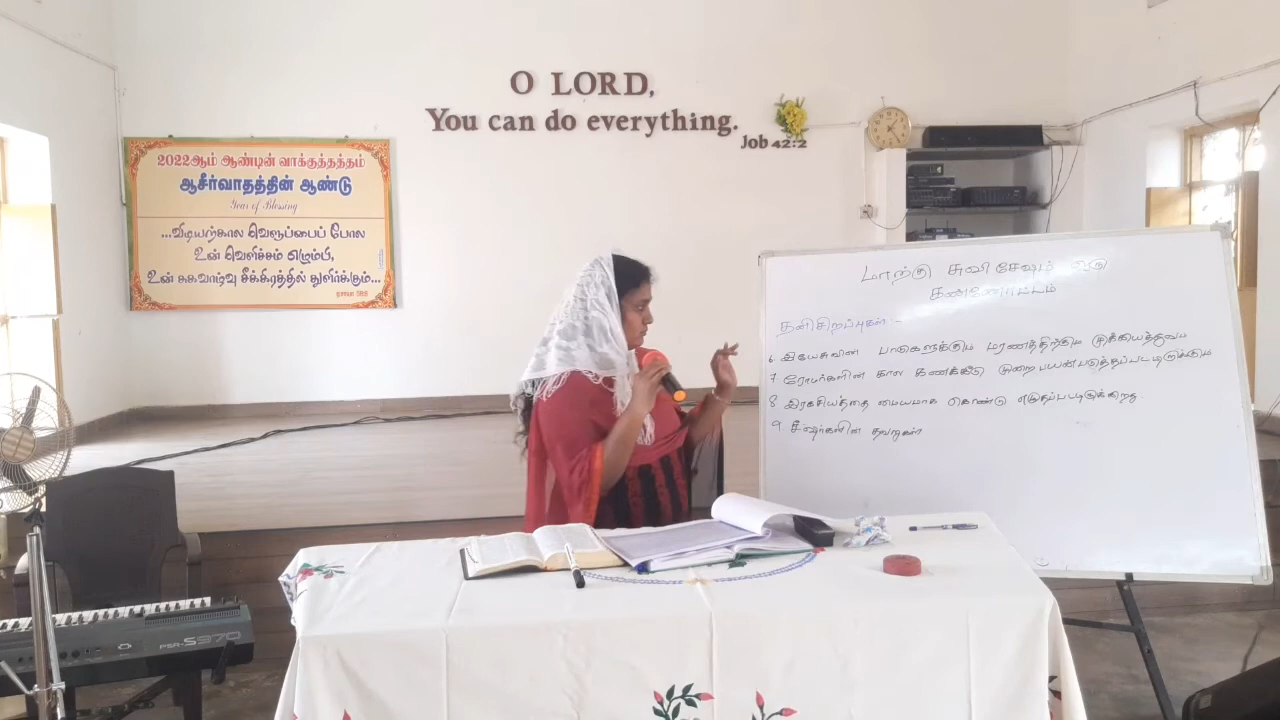 O LORD,
You can do everything.
Job 42:2
2022ஆம் ஆண்டின் வாக்குத்தத்தம்
ஆசீர்வாதத்தின் ஆண்டு
Year of Blessing
...விடியற்கால வெளுப்பைப் போல
உன் வெளிச்சம் எழும்பி,
உன் சுகவாழ்வு சீக்கிரத்தில் துளிர்க்கும்...
ஏசாயா 58:8
மாற்கு சுவிசேஷம் ஒரு
கண்ணோட்டம்
தனிசிறப்புகள் :-
6 இயேசுவின் பாடுகளுக்கும் மரணத்திற்கும் முக்கியத்துவம்
7 ரோமர்களின் கால கணக்கீடு முறை பயன்படுத்தப்பட்டிருக்கும்
8 இரகசியத்தை மையமாக கொண்டு எழுதப்பட்டிருக்கிறது
9 சீஷர்களின் தவறுகள்
PSR-S970